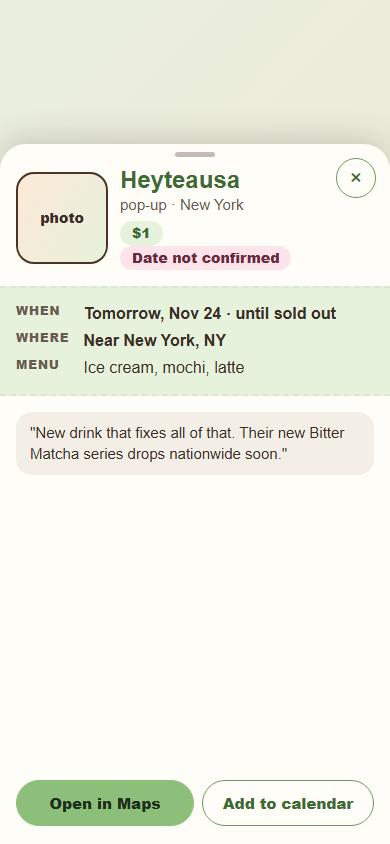 photo
Heyteausa
pop-up · New York
$1
Date not confirmed
×
WHEN Tomorrow, Nov 24 · until sold out
WHERE Near New York, NY
MENU Ice cream, mochi, latte
"New drink that fixes all of that. Their new Bitter
Matcha series drops nationwide soon."
Open in Maps Add to calendar